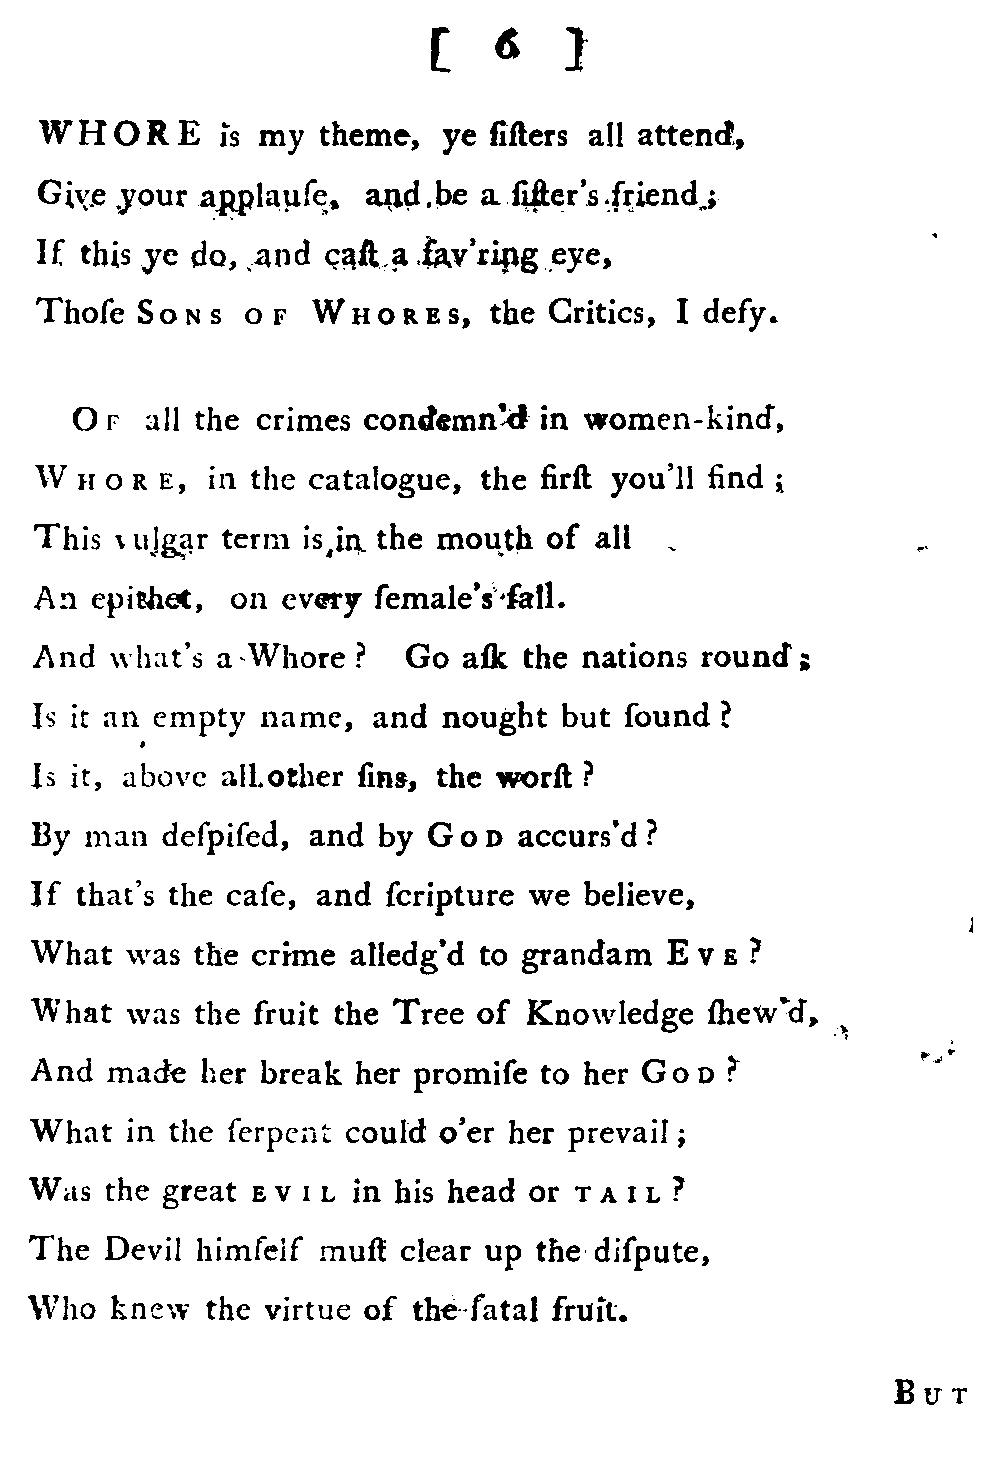 [ 6 ]
WHORE is my theme, ye ſiſters all attend,
Give your applauſe, and be a ſiſter's friend;
If this ye do, and caſt a fav'ring eye,
Thoſe SONS OF WHORES, the Critics, I defy.
OF all the crimes condemn'd in women-kind,
WHORE, in the catalogue, the firſt you'll find;
This vulgar term is in the mouth of all
An epithet, on every female's fall.
And what's a Whore? Go aſk the nations round;
Is it an empty name, and nought but ſound?
Is it, above all other ſins, the worſt?
By man deſpiſed, and by GOD accurs'd?
If that's the caſe, and ſcripture we believe,
What was the crime alledg'd to grandam EVE?
What was the fruit the Tree of Knowledge ſhew'd,
And made her break her promiſe to her GOD?
What in the ſerpent could o'er her prevail;
Was the great EVIL in his head or TAIL?
The Devil himſelf muſt clear up the diſpute,
Who knew the virtue of the fatal fruit.
BUT